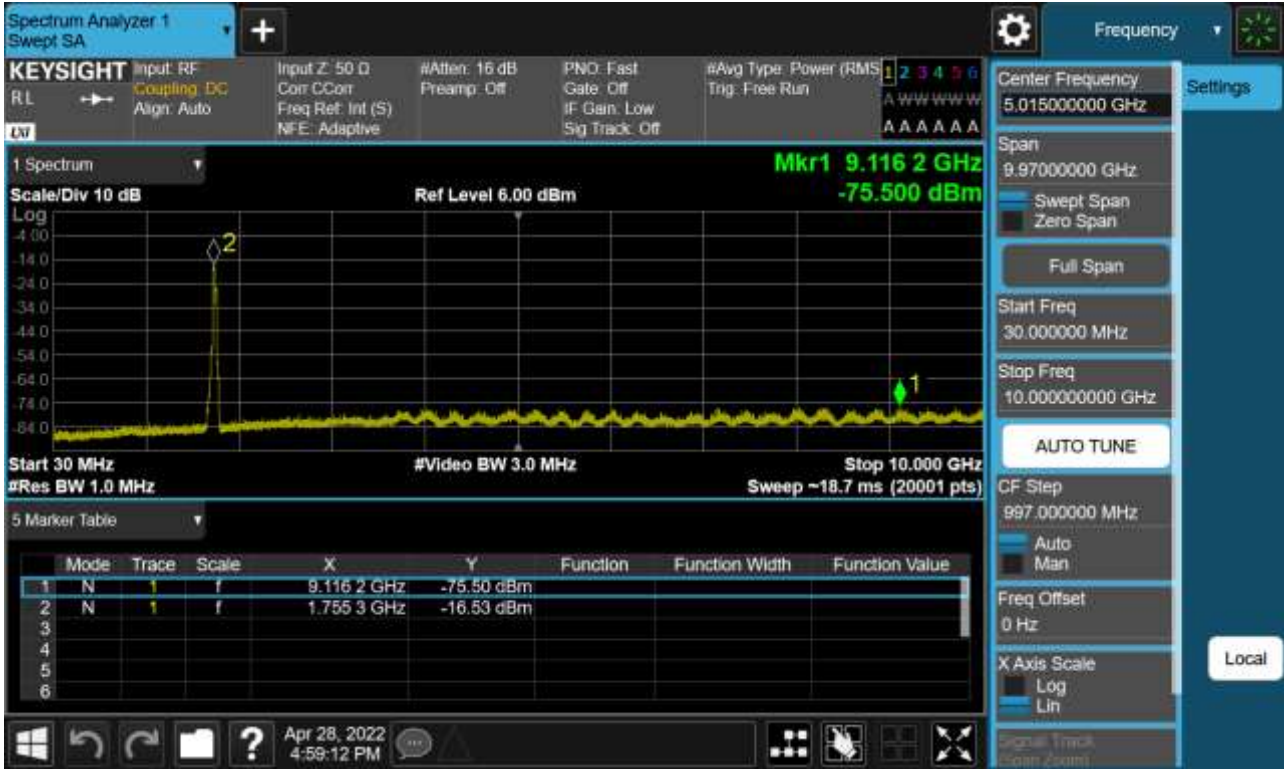 Spectrum Analyzer 1
Swept SA
+
Frequency
KEYSIGHT
RL
LXI
Input: RF
Coupling: DC
Align: Auto
Input Z: 50 Ω
Corr CCorr
Freq Ref: Int (S)
NFE: Adaptive
#Atten: 16 dB
Preamp: Off
PNO: Fast
Gate: Off
IF Gain: Low
Sig Track: Off
#Avg Type: Power (RMS
Trig: Free Run
1 2 3 4 5 6
A W W W W W
A A A A A A
1 Spectrum
Scale/Div 10 dB
Ref Level 6.00 dBm
Mkr1 9.116 2 GHz
-75.500 dBm
Log
-4.00
-14.0
-24.0
-34.0
-44.0
-54.0
-64.0
-74.0
-84.0
2
1
Start 30 MHz
#Res BW 1.0 MHz
#Video BW 3.0 MHz
Stop 10.000 GHz
Sweep ~18.7 ms (20001 pts)
5 Marker Table
Mode Trace Scale X Y Function Function Width Function Value
1 N 1 f 9.116 2 GHz -75.50 dBm
2 N 1 f 1.755 3 GHz -16.53 dBm
3
4
5
6
Apr 28, 2022
4:59:12 PM
?
Center Frequency
5.015000000 GHz
Settings
Span
9.97000000 GHz
Swept Span
Zero Span
Full Span
Start Freq
30.000000 MHz
Stop Freq
10.000000000 GHz
AUTO TUNE
CF Step
997.000000 MHz
Auto
Man
Freq Offset
0 Hz
X Axis Scale
Log
Lin
Local
Signal Track
(Span Zoom)